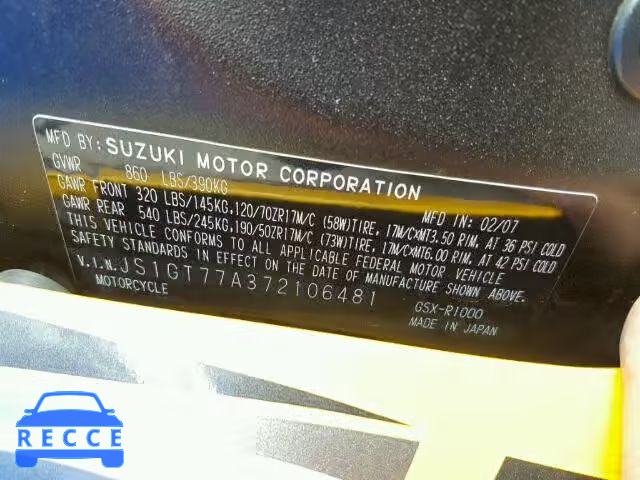 MFD BY: SUZUKI MOTOR CORPORATION
GVWR 860 LBS/390KG MFD IN: 02/07
GAWR FRONT 320 LBS/145KG,120/70ZR17M/C (58W)TIRE, 17M/C×MT3.50 RIM, AT 36 PSI COLD
GAWR REAR 540 LBS/245KG,190/50ZR17M/C (73W)TIRE, 17M/C×MT6.00 RIM, AT 42 PSI COLD
THIS VEHICLE CONFORMS TO ALL APPLICABLE FEDERAL MOTOR VEHICLE
SAFETY STANDARDS IN EFFECT ON THE DATE OF MANUFACTURE SHOWN ABOVE.
V.I.N. JS1GT77A372106481 GSX-R1000
MOTORCYCLE MADE IN JAPAN
RECCE